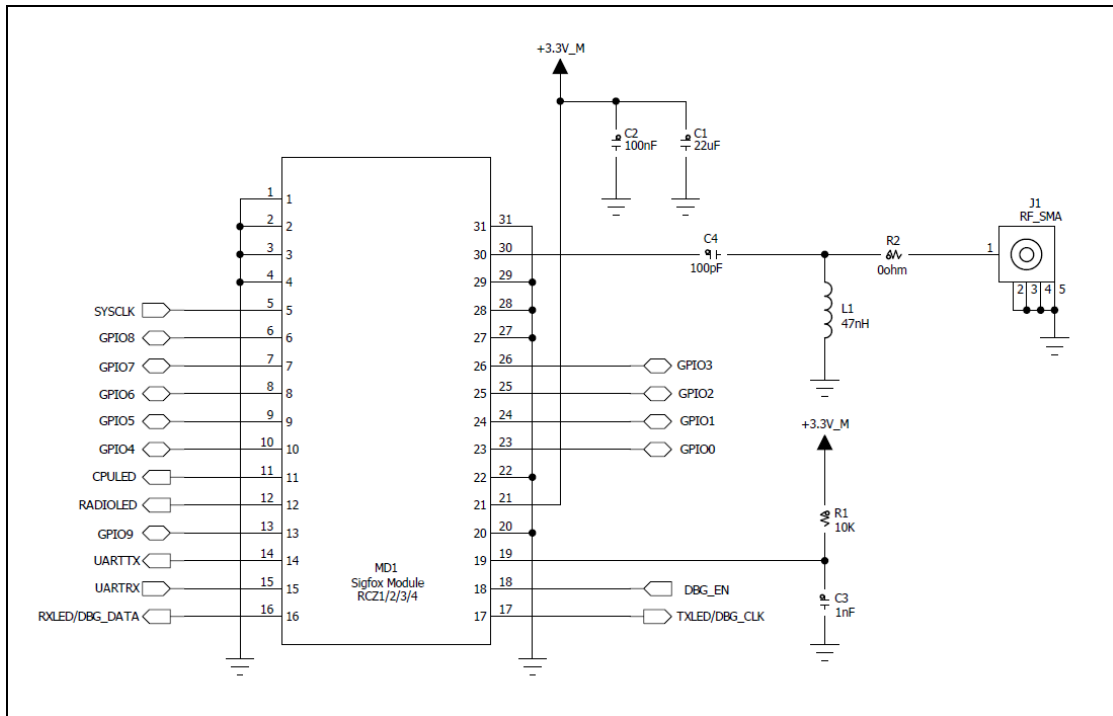 +3.3V_M
C2
100nF
C1
22uF
J1
RF_SMA
1 1
2 2
3 3
4 4
SYSCLK 5 5
GPIO8 6 6
GPIO7 7 7
GPIO6 8 8
GPIO5 9 9
GPIO4 10 10
CPULED 11 11
RADIOLED 12 12
GPIO9 13 13
UARTTX 14 14
UARTRX 15 15
RXLED/DBG_DATA 16 16
MD1
Sigfox Module
RCZ1/2/3/4
31 31
30 30
29 29
28 28
27 27
26 26 GPIO3
25 25 GPIO2
24 24 GPIO1
23 23 GPIO0
22 22
21 21
20 20
19 19
18 18 DBG_EN
17 17 TXLED/DBG_CLK
C4
100pF
R2
0ohm
1
2 3 4 5
L1
47nH
+3.3V_M
R1
10K
C3
1nF